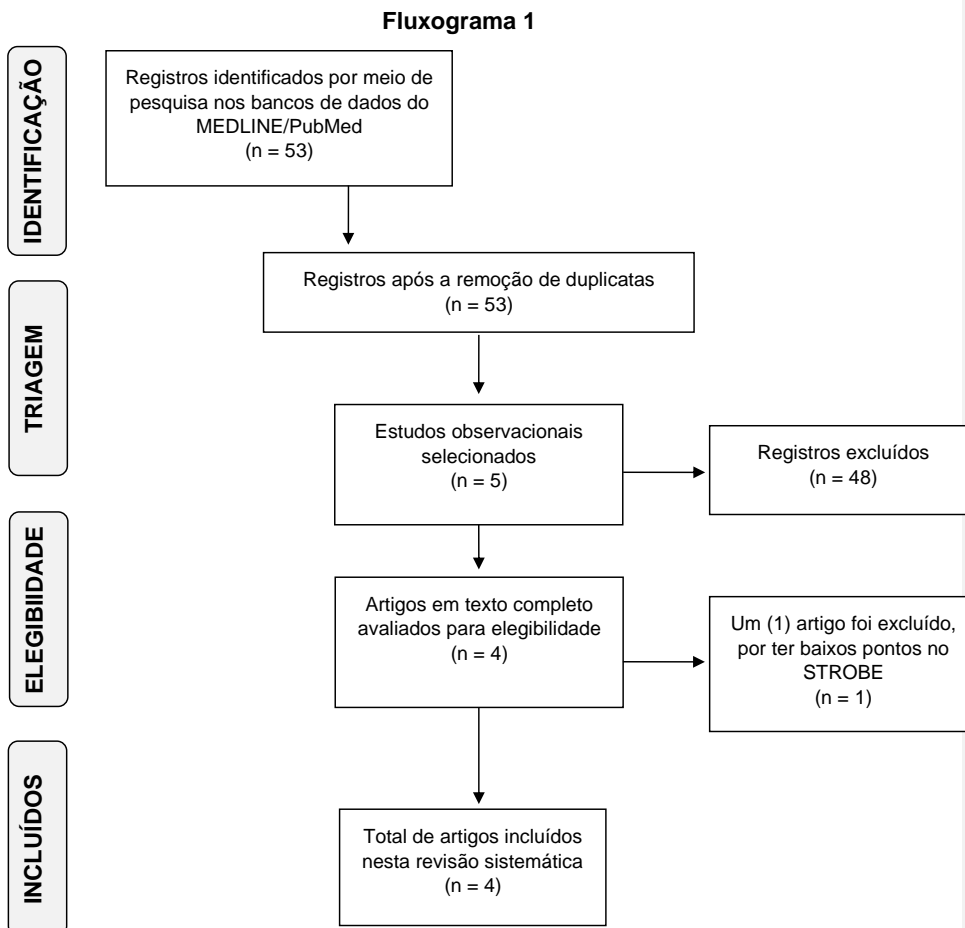 Fluxograma 1
IDENTIFICAÇÃO
Registros identificados por meio de
pesquisa nos bancos de dados do
MEDLINE/PubMed
(n = 53)
TRIAGEM
Registros após a remoção de duplicatas
(n = 53)
Estudos observacionais
selecionados
(n = 5)
Registros excluídos
(n = 48)
ELEGIBIIDADE
Artigos em texto completo
avaliados para elegibilidade
(n = 4)
Um (1) artigo foi excluído,
por ter baixos pontos no
STROBE
(n = 1)
INCLUÍDOS
Total de artigos incluídos
nesta revisão sistemática
(n = 4)